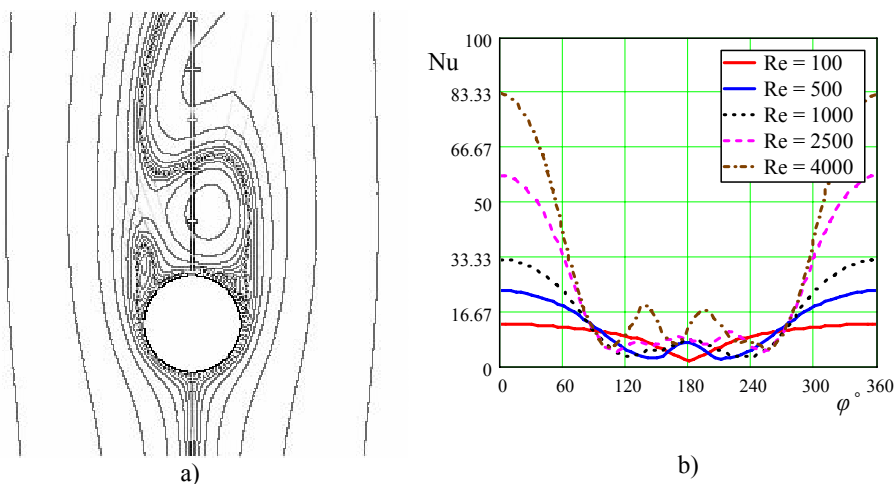 a)
b)
Nu
100
83.33
66.67
50
33.33
16.67
0
0 60 120 180 240 300 360
φ°
Re = 100
Re = 500
Re = 1000
Re = 2500
Re = 4000